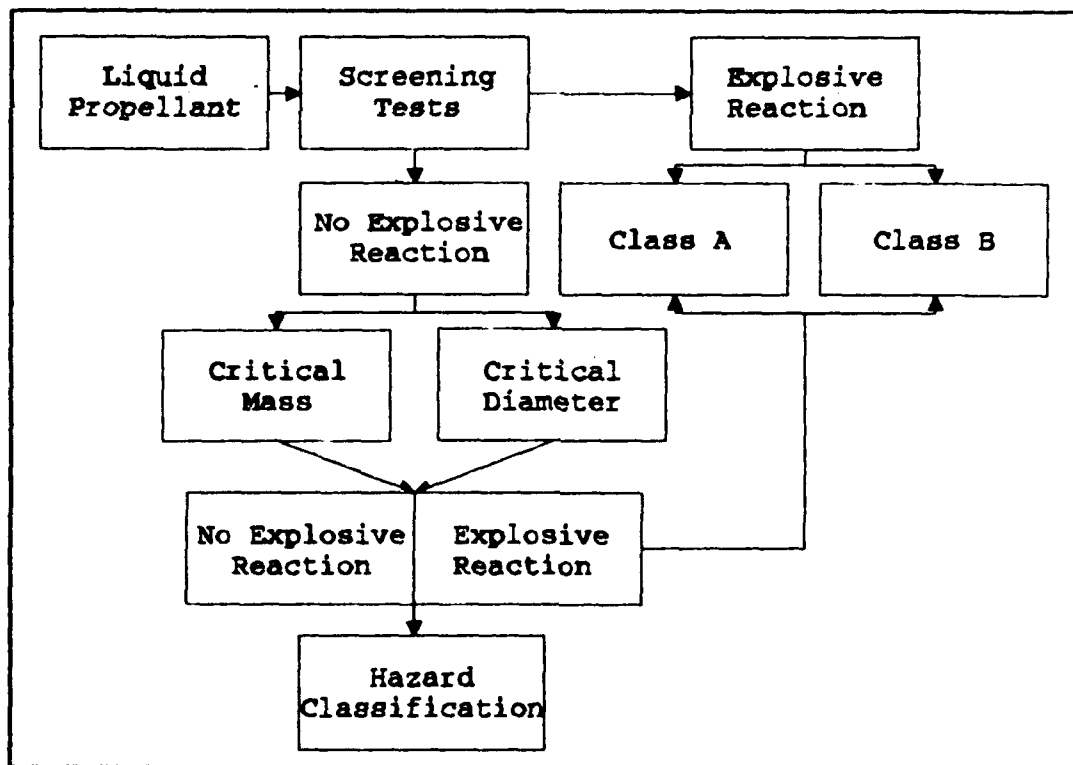 Liquid
Propellant
Screening
Tests
Explosive
Reaction
No Explosive
Reaction
Class A
Class B
Critical
Mass
Critical
Diameter
No Explosive
Reaction
Explosive
Reaction
Hazard
Classification